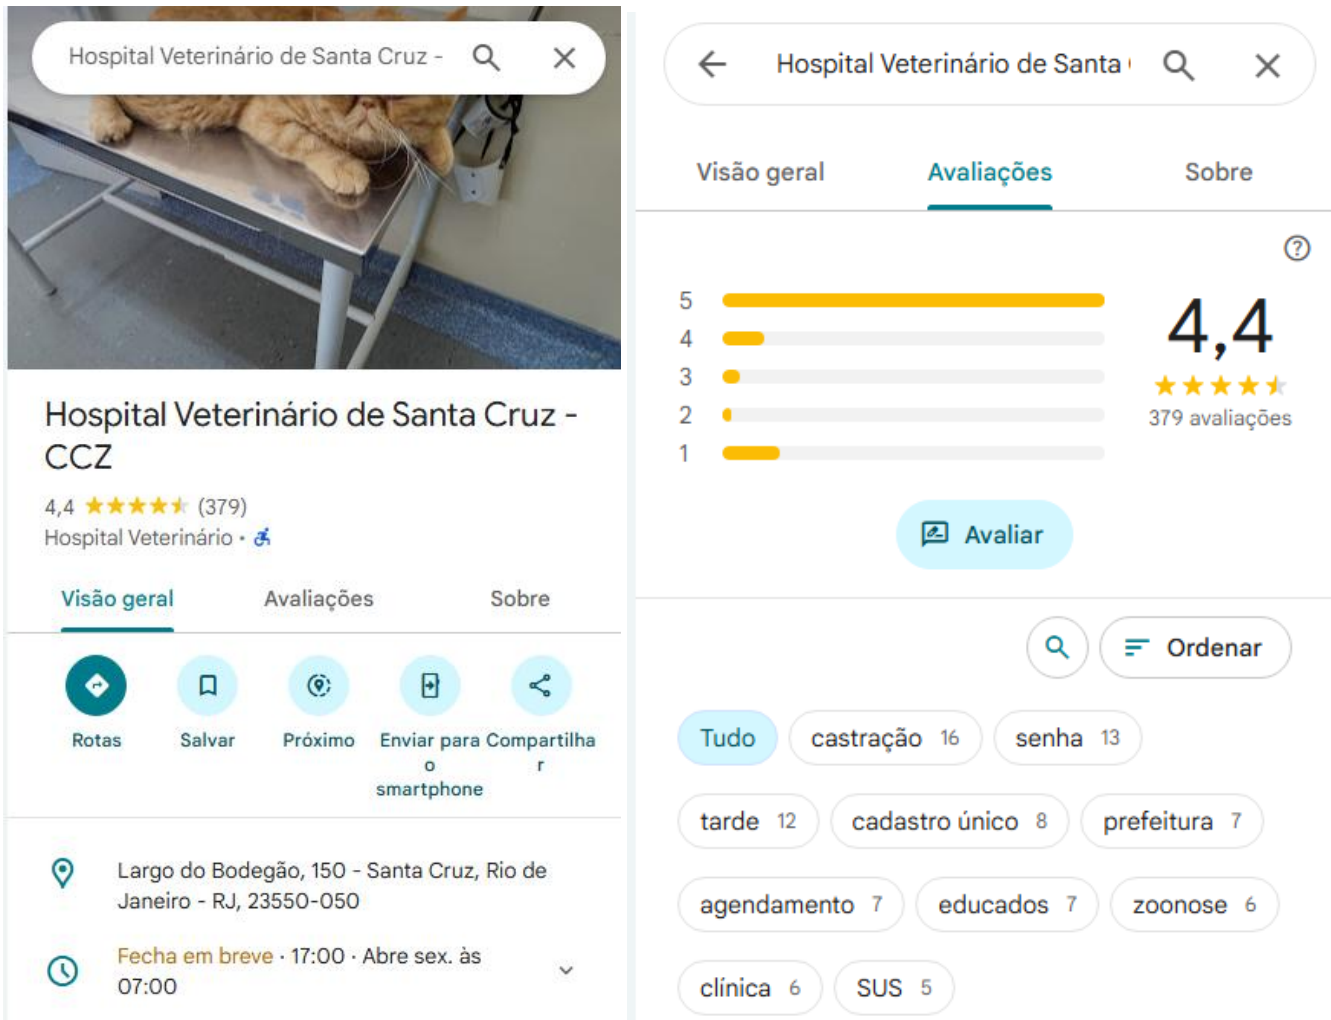 Hospital Veterinário de Santa Cruz -
Hospital Veterinário de Santa Cruz -
CCZ
4,4 (379)
Hospital Veterinário •
Visão geral Avaliações Sobre
Rotas Salvar Próximo Enviar para Compartilha
o r
smartphone
Largo do Bodegão, 150 - Santa Cruz, Rio de
Janeiro - RJ, 23550-050
Fecha em breve · 17:00 · Abre sex. às
07:00
Hospital Veterinário de Santa
Visão geral Avaliações Sobre
5
4
3
2
1
4,4
379 avaliações
Avaliar
Ordenar
Tudo castração 16 senha 13
tarde 12 cadastro único 8 prefeitura 7
agendamento 7 educados 7 zoonose 6
clínica 6 SUS 5